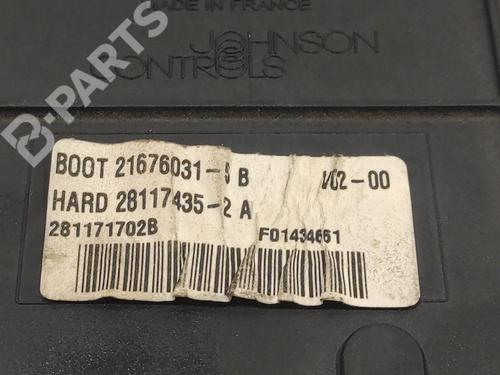 MADE IN FRANCE
JOHNSON
CONTROLS
B-PARTS
BOOT 21676031- B V02-00
HARD 28117435-2 A
281171702B F01434661